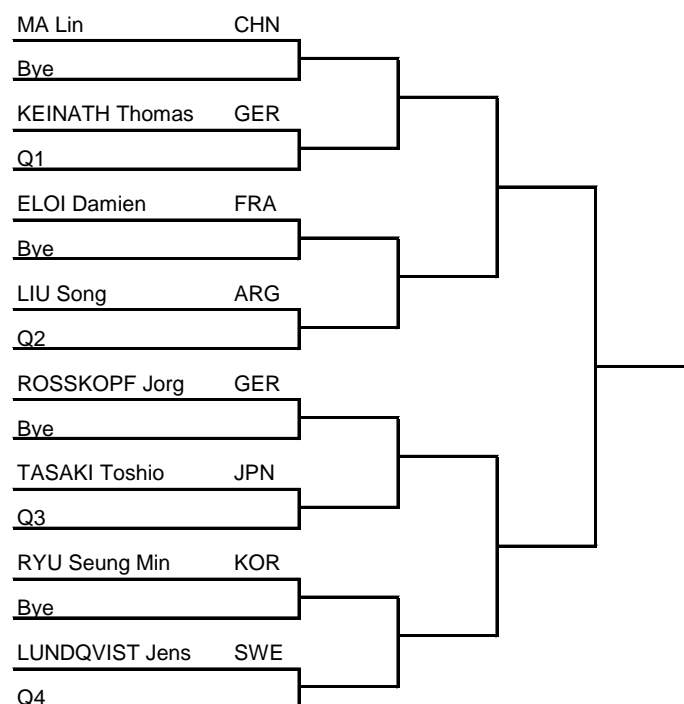 MA Lin CHN
Bye
KEINATH Thomas GER
Q1
ELOI Damien FRA
Bye
LIU Song ARG
Q2
ROSSKOPF Jorg GER
Bye
TASAKI Toshio JPN
Q3
RYU Seung Min KOR
Bye
LUNDQVIST Jens SWE
Q4